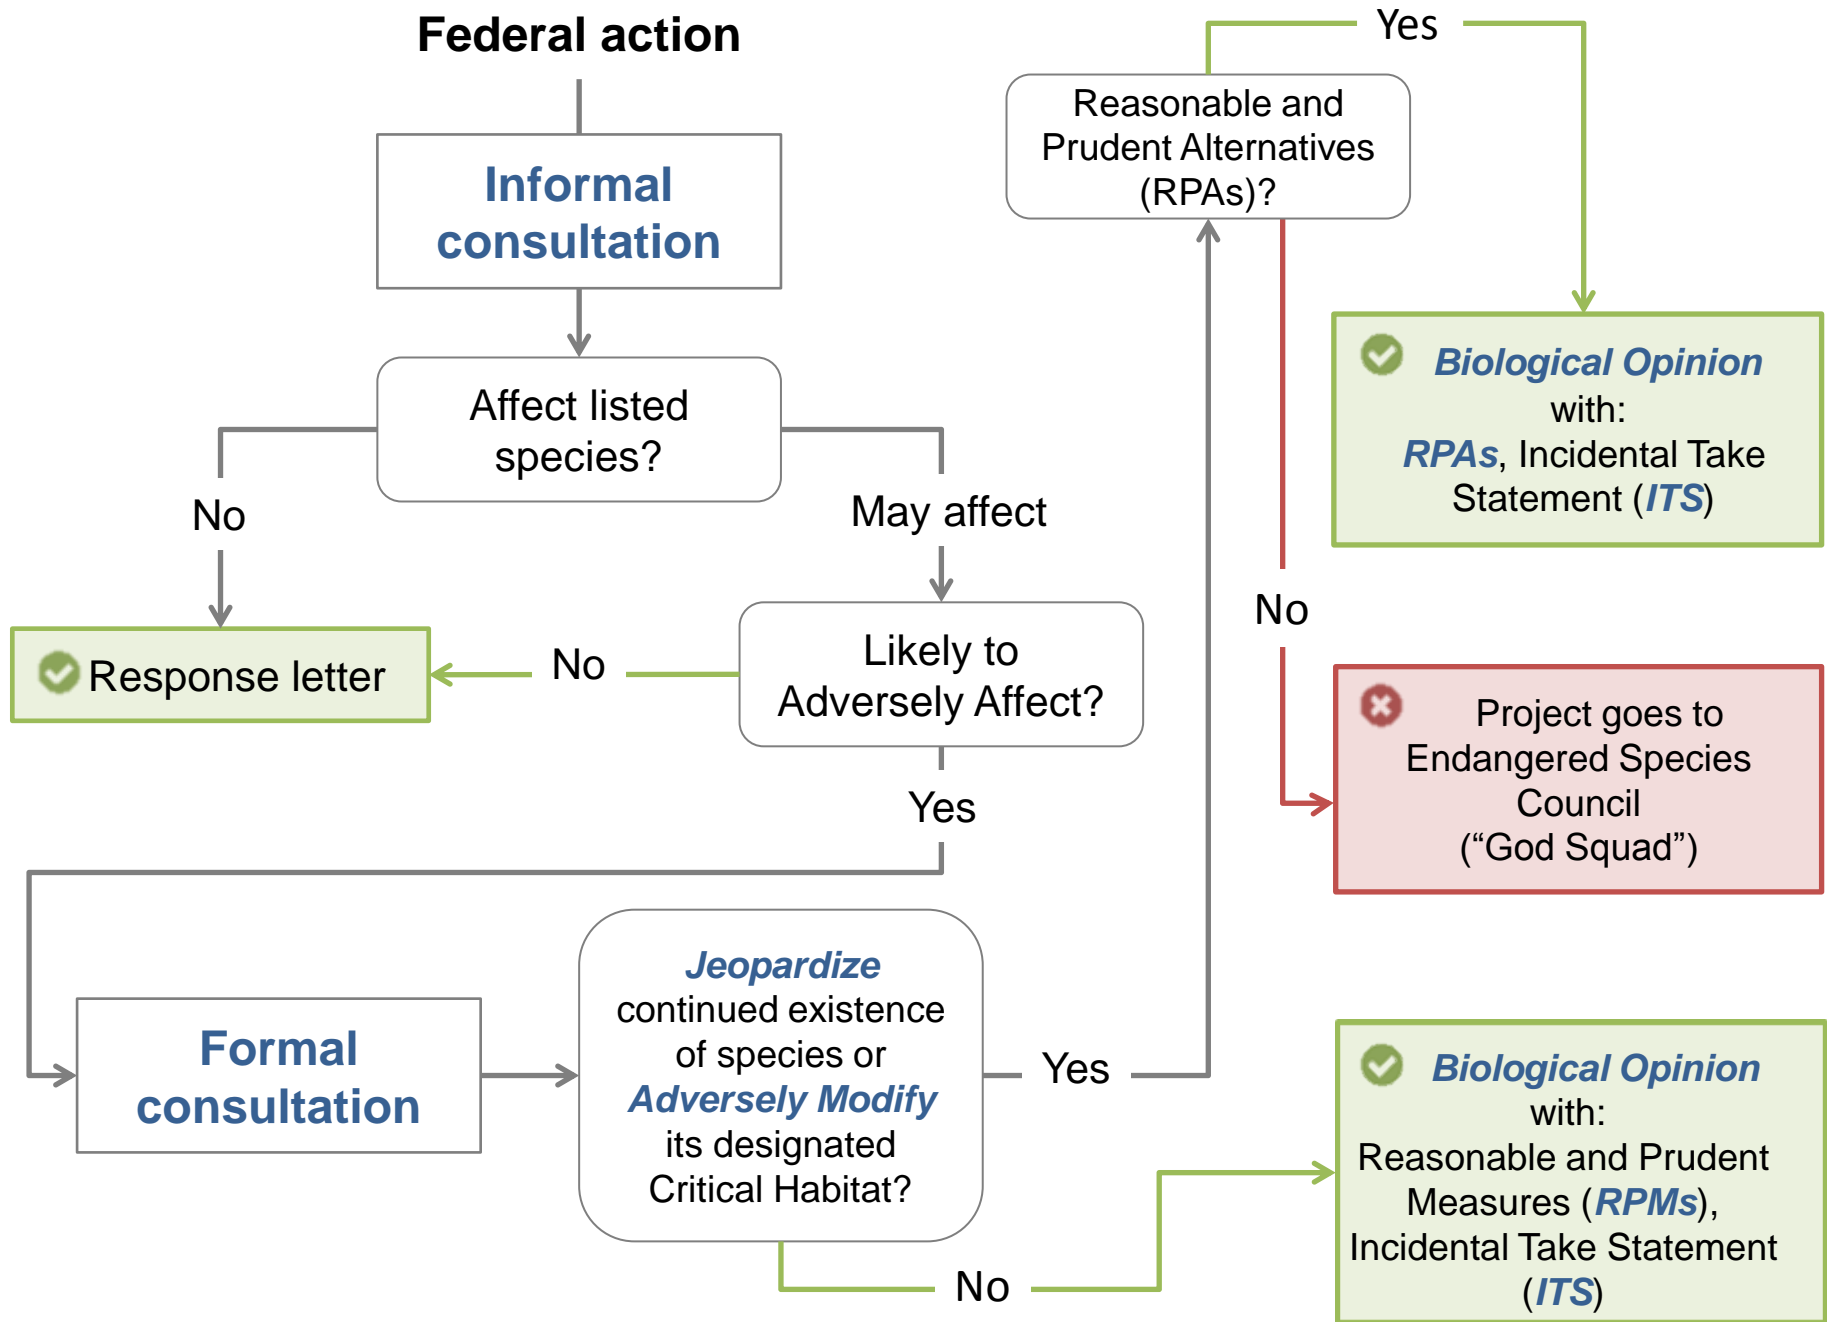 Federal action
Informal
consultation
Affect listed
species?
No
May affect
Response letter
No
Likely to
Adversely Affect?
Yes
Formal
consultation
Jeopardize
continued existence
of species or
Adversely Modify
its designated
Critical Habitat?
Yes
No
Reasonable and
Prudent Alternatives
(RPAs)?
Yes
Biological Opinion
with:
RPAs, Incidental Take
Statement (ITS)
No
Project goes to
Endangered Species
Council
(“God Squad”)
Biological Opinion
with:
Reasonable and Prudent
Measures (RPMs),
Incidental Take Statement
(ITS)